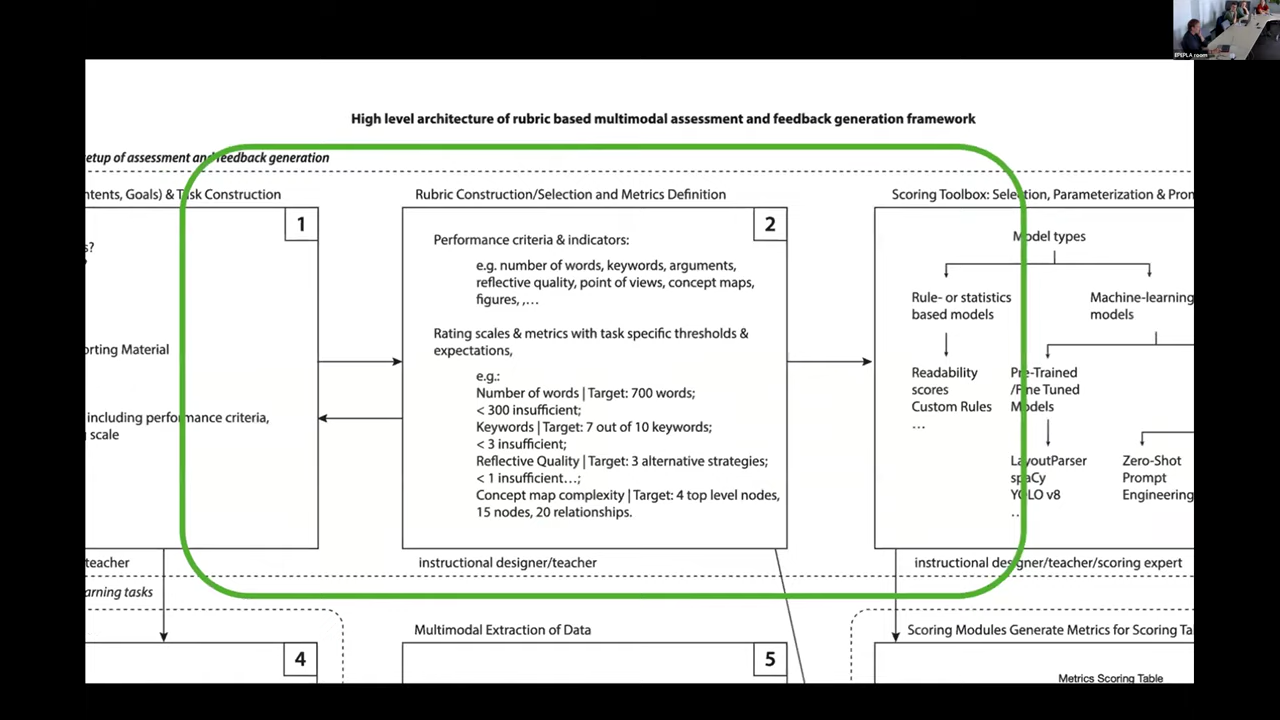 EPEPLA room
High level architecture of rubric based multimodal assessment and feedback generation framework
etup of assessment and feedback generation
ntents, Goals) & Task Construction
Rubric Construction/Selection and Metrics Definition
Scoring Toolbox: Selection, Parameterization & Pron
1
s?
orting Material
including performance criteria,
scale
teacher
2
Performance criteria & indicators:
e.g. number of words, keywords, arguments,
reflective quality, point of views, concept maps,
figures, ,…
Rating scales & metrics with task specific thresholds &
expectations,
e.g.:
Number of words | Target: 700 words;
< 300 insufficient;
Keywords | Target: 7 out of 10 keywords;
< 3 insufficient;
Reflective Quality | Target: 3 alternative strategies;
< 1 insufficient…;
Concept map complexity | Target: 4 top level nodes,
15 nodes, 20 relationships.
instructional designer/teacher
Model types
Rule- or statistics
based models
Machine-learning
models
Readability
scores
Custom Rules
…
Pre-Trained
/Fine Tuned
Models
LayoutParser
spaCy
YOLO v8
..
Zero-Shot
Prompt
Engineering
instructional designer/teacher/scoring expert
arning tasks
4
Multimodal Extraction of Data
5
Scoring Modules Generate Metrics for Scoring Ta
Metrics Scoring Table